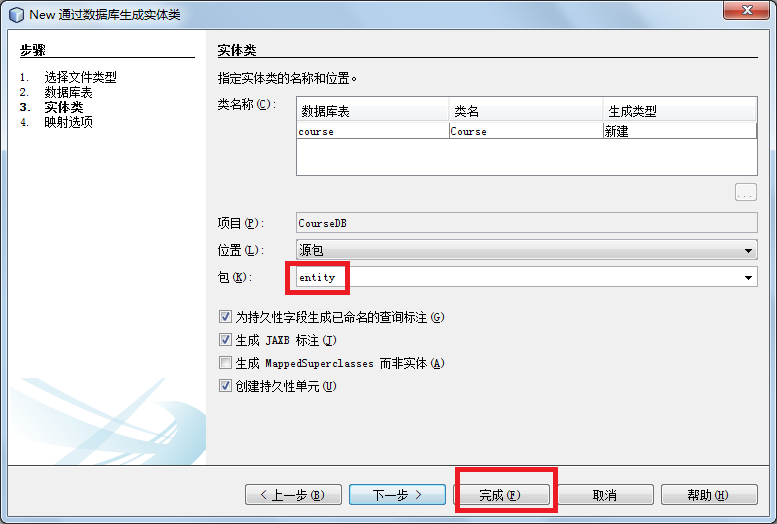 New 通过数据库生成实体类
步骤
1. 选择文件类型
2. 数据库表
3. 实体类
4. 映射选项
实体类
指定实体类的名称和位置。
类名称(C):
数据库表 类名 生成类型
course Course 新建
...
项目(P): CourseDB
位置(L): 源包
包(K): entity
为持久性字段生成已命名的查询标注(G)
生成 JAXB 标注(J)
生成 MappedSuperclasses 而非实体(A)
创建持久性单元(U)
< 上一步(B) 下一步 > 完成(F) 取消 帮助(H)